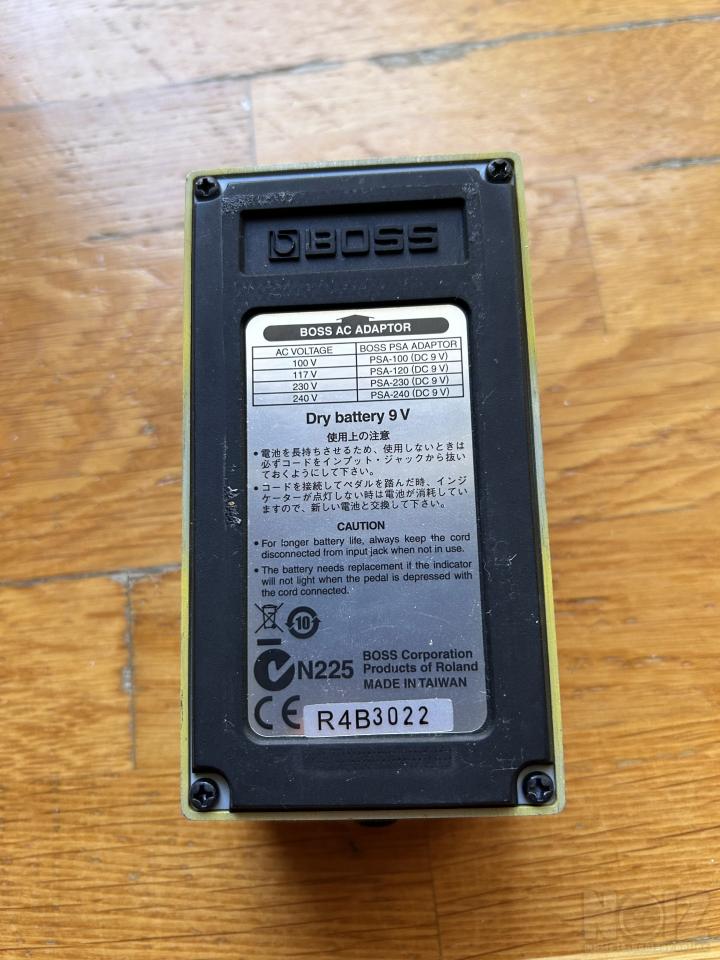 BOSS
BOSS AC ADAPTOR
AC VOLTAGE BOSS PSA ADAPTOR
100 V PSA-100 (DC 9 V)
117 V PSA-120 (DC 9 V)
230 V PSA-230 (DC 9 V)
240 V PSA-240 (DC 9 V)
Dry battery 9 V
使用上の注意
• 電池を長持ちさせるため、使用しないときは
必ずコードをインプット・ジャックから抜い
ておくようにして下さい。
• コードを接続してペダルを踏んだ時、インジ
ケーターが点灯しない時は電池が消耗してい
ますので、新しい電池と交換して下さい。
CAUTION
• For longer battery life, always keep the cord
disconnected from input jack when not in use.
• The battery needs replacement if the indicator
will not light when the pedal is depressed with
the cord connected.
10
N225
BOSS Corporation
Products of Roland
MADE IN TAIWAN
CE
R4B3022
NOIZ